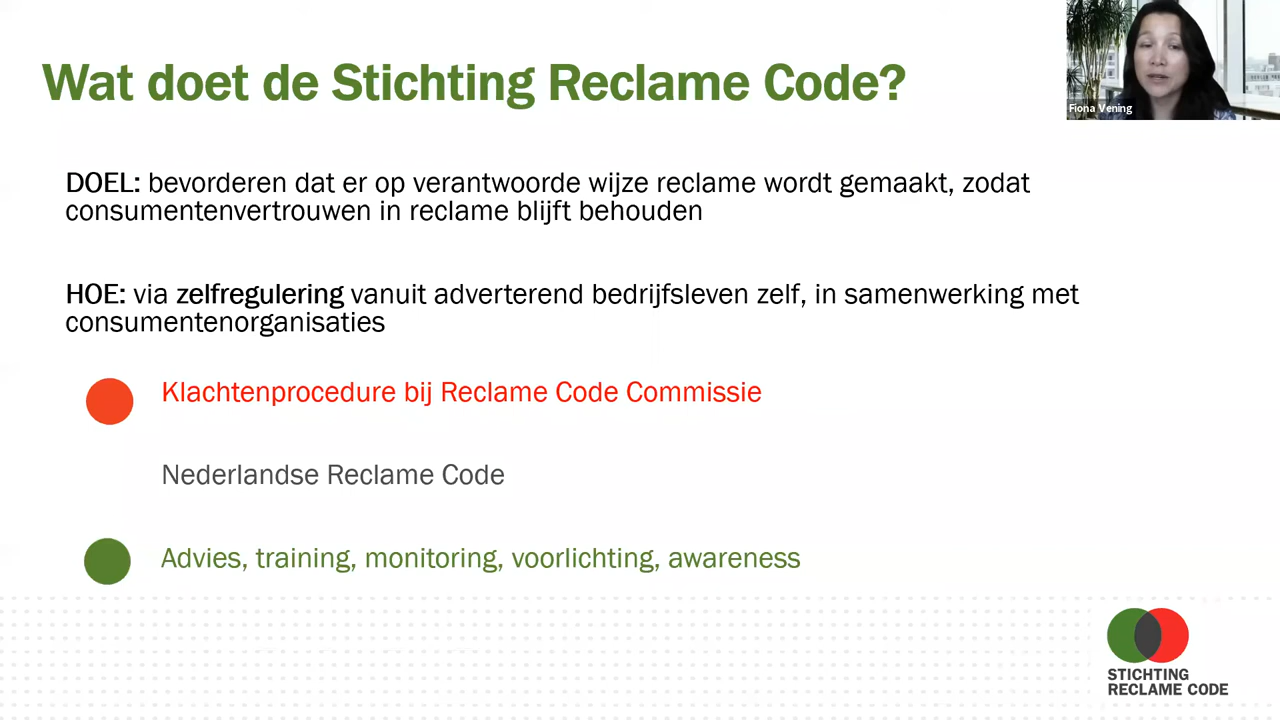 Wat doet de Stichting Reclame Code?
Fiona Vening
DOEL: bevorderen dat er op verantwoorde wijze reclame wordt gemaakt, zodat
consumentenvertrouwen in reclame blijft behouden
HOE: via zelfregulering vanuit adverterend bedrijfsleven zelf, in samenwerking met
consumentenorganisaties
Klachtenprocedure bij Reclame Code Commissie
Nederlandse Reclame Code
Advies, training, monitoring, voorlichting, awareness
STICHTING
RECLAME CODE